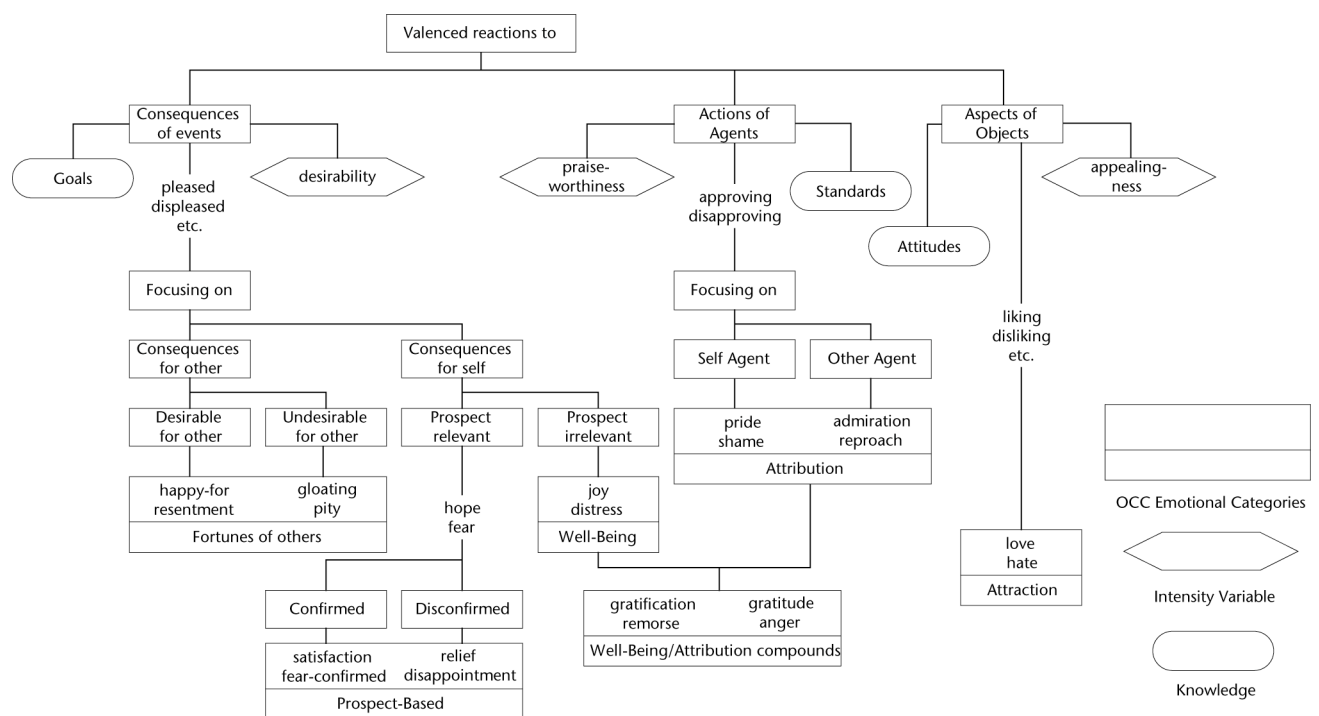 Valenced reactions to
Consequences
of events
Actions of
Agents
Aspects of
Objects
Goals
pleased
displeased
etc.
desirability
praise-
worthiness
approving
disapproving
Standards
Attitudes
appealing-
ness
Focusing on
Focusing on
liking
disliking
etc.
Consequences
for other
Consequences
for self
Self Agent
Other Agent
Desirable
for other
Undesirable
for other
Prospect
relevant
Prospect
irrelevant
pride
shame
admiration
reproach
Attribution
happy-for
resentment
gloating
pity
Fortunes of others
hope
fear
joy
distress
Well-Being
love
hate
Attraction
Confirmed
Disconfirmed
gratification
remorse
gratitude
anger
Well-Being/Attribution compounds
satisfaction
fear-confirmed
relief
disappointment
Prospect-Based
OCC Emotional Categories
Intensity Variable
Knowledge